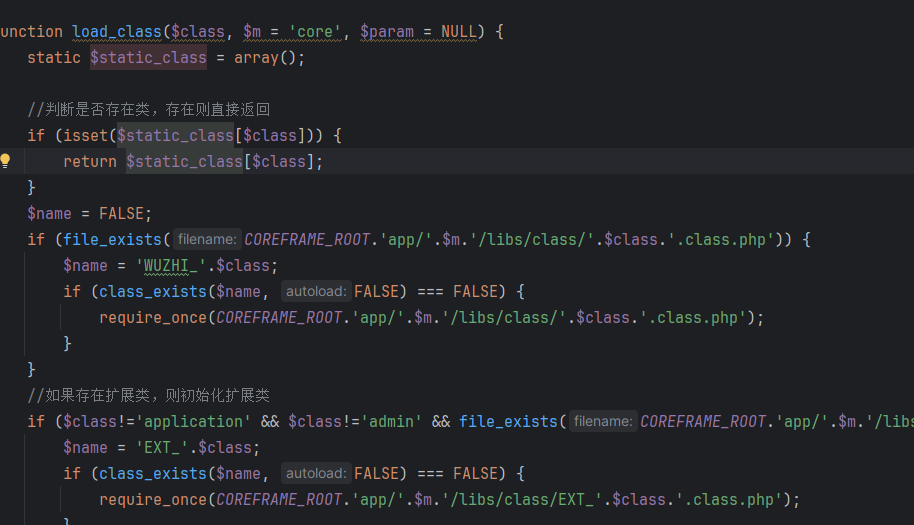 unction load_class($class, $m = 'core', $param = NULL) {
static $static_class = array();
//判断是否存在类，存在则直接返回
if (isset($static_class[$class])) {
return $static_class[$class];
}
$name = FALSE;
if (file_exists( filename: COREFRAME_ROOT.'app/'.$m.'/libs/class/'.$class.'.class.php')) {
$name = 'WUZHI_'.$class;
if (class_exists($name, autoload: FALSE) === FALSE) {
require_once(COREFRAME_ROOT.'app/'.$m.'/libs/class/'.$class.'.class.php');
}
}
//如果存在扩展类，则初始化扩展类
if ($class!='application' && $class!='admin' && file_exists( filename: COREFRAME_ROOT.'app/'.$m.'/libs
$name = 'EXT_'.$class;
if (class_exists($name, autoload: FALSE) === FALSE) {
require_once(COREFRAME_ROOT.'app/'.$m.'/libs/class/EXT_'.$class.'.class.php');
}